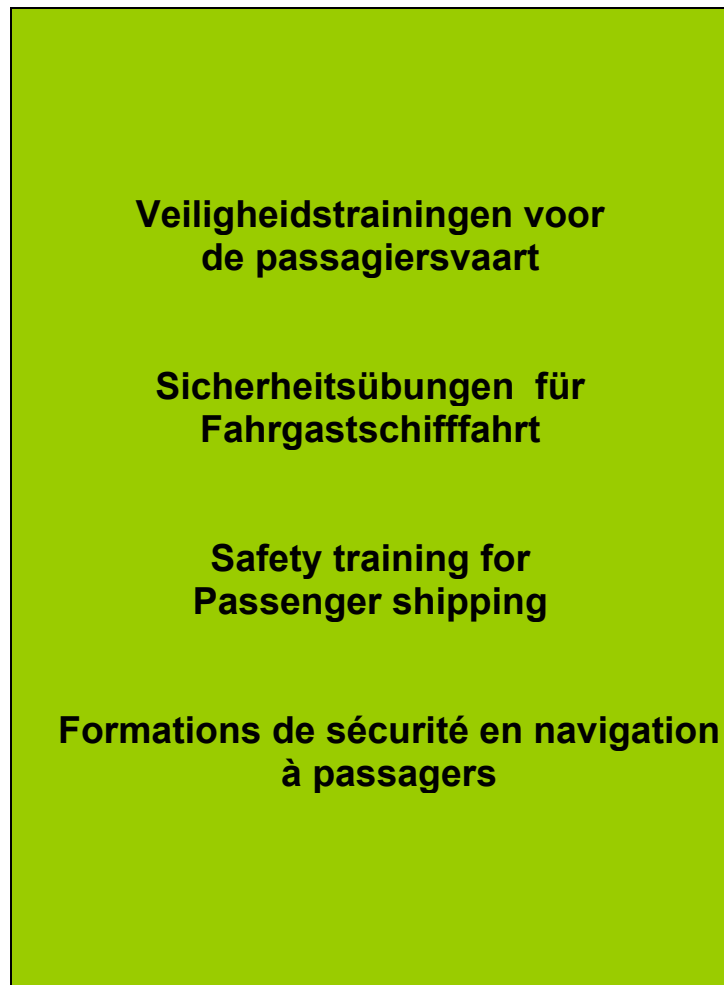 Veiligheidstrainingen voor
de passagiersvaart
Sicherheitsübungen für
Fahrgastschifffahrt
Safety training for
Passenger shipping
Formations de sécurité en navigation
à passagers